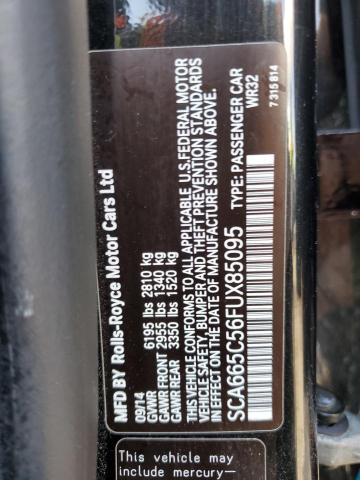 MFD BY Rolls-Royce Motor Cars Ltd
09/14
GVWR 6195 lbs 2810 kg
GAWR FRONT 2955 lbs 1340 kg
GAWR REAR 3350 lbs 1520 kg
THIS VEHICLE CONFORMS TO ALL APPLICABLE U.S. FEDERAL MOTOR
VEHICLE SAFETY, BUMPER AND THEFT PREVENTION STANDARDS
IN EFFECT ON THE DATE OF MANUFACTURE SHOWN ABOVE.
SCA665C56FUX85095 TYPE: PASSENGER CAR
WR32
7 315 814
This vehicle may
include mercury-